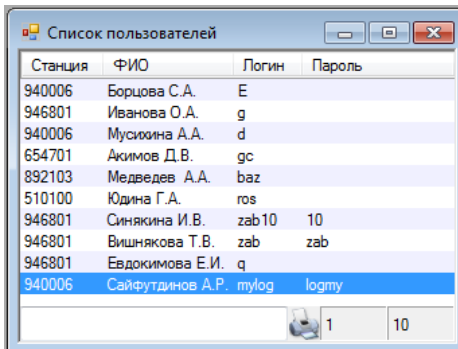 Список пользователей
Станция ФИО Логин Пароль
940006 Борцова С.А. E
946801 Иванова О.А. g
940006 Мусихина А.А. d
654701 Акимов Д.В. gc
892103 Медведев А.А. baz
510100 Юдина Г.А. ros
946801 Синякина И.В. zab10 10
946801 Вишнякова Т.В. zab zab
946801 Евдокимова Е.И. q
940006 Сайфутдинов А.Р. mylog logmy
1 10